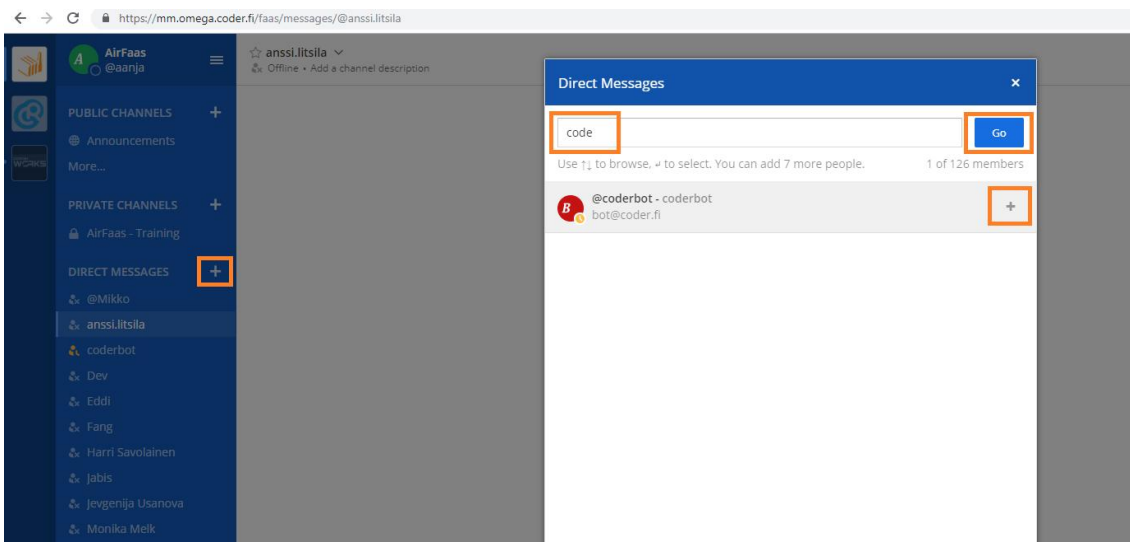 https://mm.omega.coder.fi/faas/messages/@anssi.litsila
AirFaas
@aanja
PUBLIC CHANNELS
Announcements
More...
PRIVATE CHANNELS
AirFaas - Training
DIRECT MESSAGES
@Mikko
anssi.litsila
coderbot
Dev
Eddi
Fang
Harri Savolainen
Jabis
Jevgenija Usanova
Monika Melk
anssi.litsila
Offline • Add a channel description
Direct Messages ×
code
Go
Use ↑↓ to browse, ↵ to select. You can add 7 more people. 1 of 126 members
@coderbot - coderbot
bot@coder.fi
A
B
WORKS